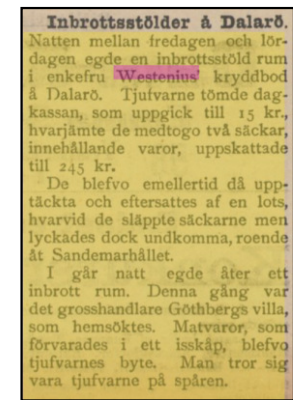 Inbrottsstölder å Dalarö.
Natten mellan fredagen och lör-
dagen egde en inbrottsstöld rum
i enkefru Westenius' kryddbod
å Dalarö. Tjufvarne tömde dag-
kassan, som uppgick till 15 kr.,
hvarjämte de medtogo två säckar,
innehållande varor, uppskattade
till 245 kr.
De blefvo emellertid då upp-
täckta och eftersattes af en lots,
hvarvid de släppte säckarne men
lyckades dock undkomma, roende
åt Sandemarhållet.
I går natt egde åter ett
inbrott rum. Denna gång var
det grosshandlare Göthbergs villa,
som hemsöktes. Matvaror, som
förvarades i ett isskåp, blefvo
tjufvarnes byte. Man tror sig
vara tjufvarne på spåren.